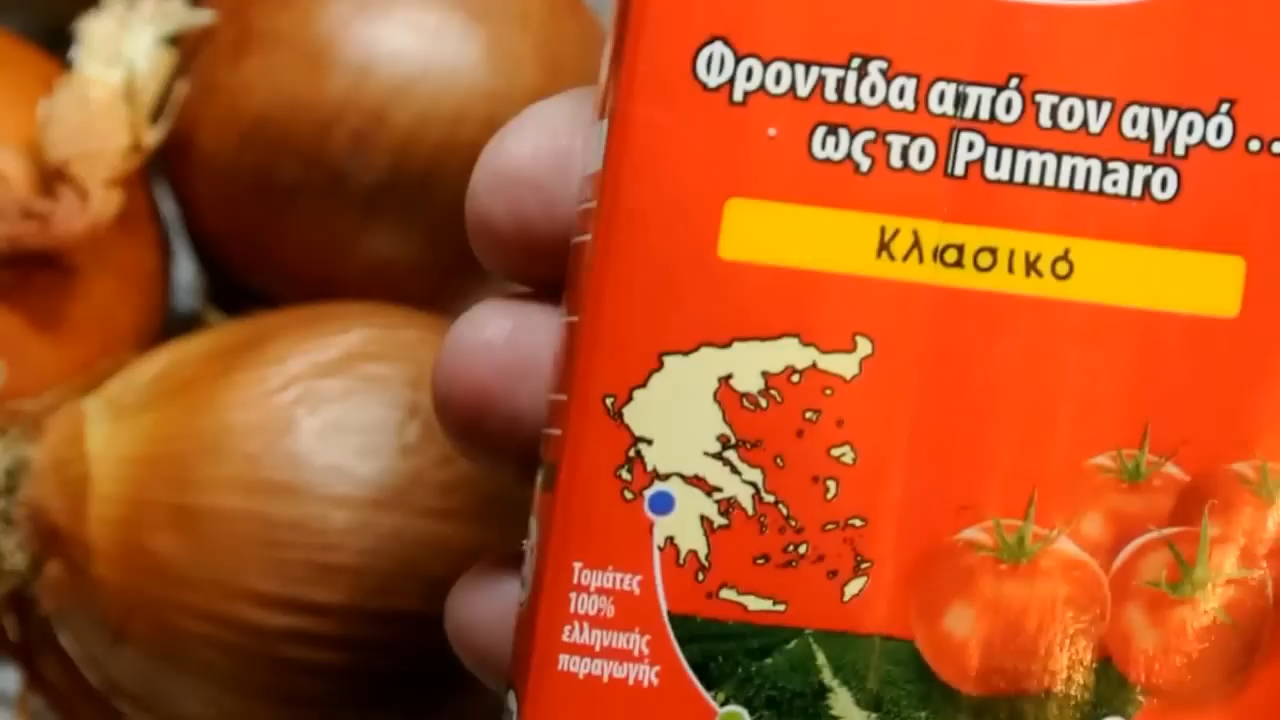 Φροντίδα από τον αγρό ..
ως το Pummaro
Κλασικό
Τομάτες
100%
ελληνικής
παραγωγής